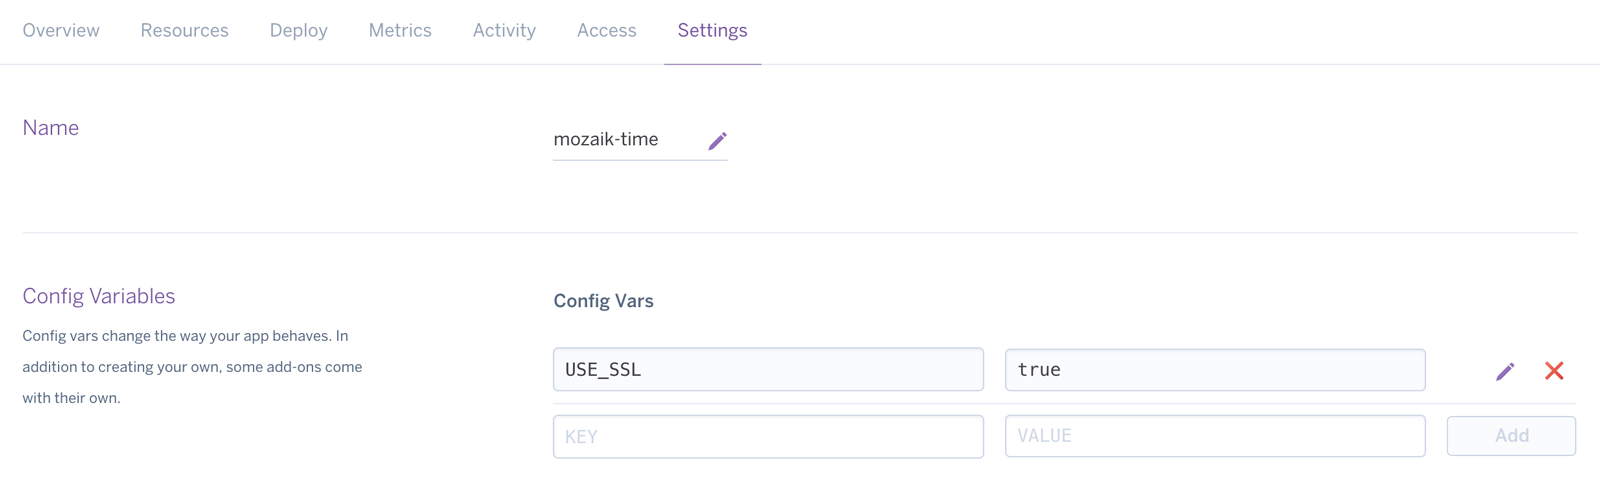 Overview Resources Deploy Metrics Activity Access Settings
Name
mozaik-time
Config Variables
Config vars change the way your app behaves. In
addition to creating your own, some add-ons come
with their own.
Config Vars
USE_SSL true
KEY VALUE Add